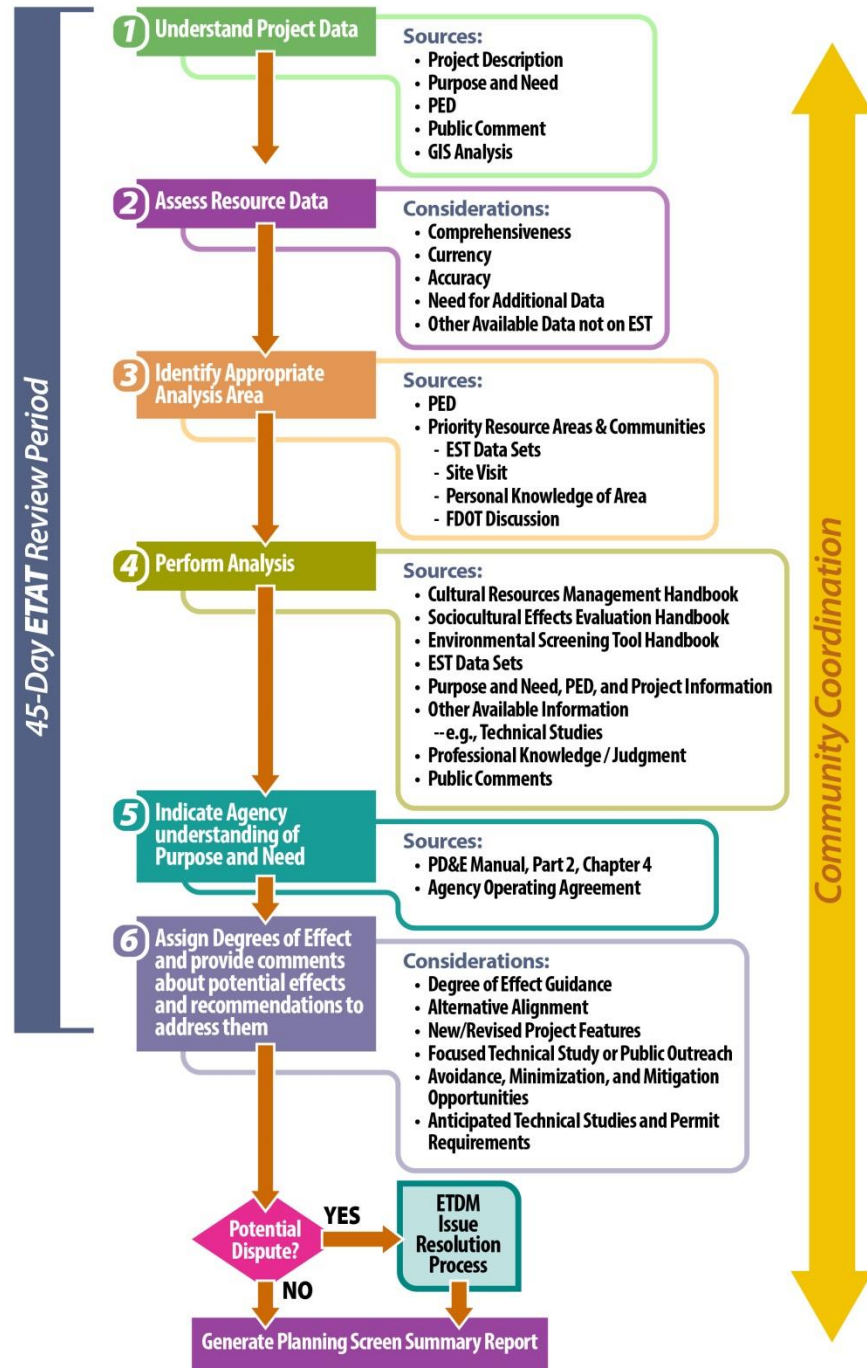 45-Day ETAT Review Period
1 Understand Project Data
Sources:
• Project Description
• Purpose and Need
• PED
• Public Comment
• GIS Analysis
2 Assess Resource Data
Considerations:
• Comprehensiveness
• Currency
• Accuracy
• Need for Additional Data
• Other Available Data not on EST
3 Identify Appropriate
Analysis Area
Sources:
• PED
• Priority Resource Areas & Communities
- EST Data Sets
- Site Visit
- Personal Knowledge of Area
- FDOT Discussion
4 Perform Analysis
Sources:
• Cultural Resources Management Handbook
• Sociocultural Effects Evaluation Handbook
• Environmental Screening Tool Handbook
• EST Data Sets
• Purpose and Need, PED, and Project Information
• Other Available Information
--e.g., Technical Studies
• Professional Knowledge / Judgment
• Public Comments
5 Indicate Agency
understanding of
Purpose and Need
Sources:
• PD&E Manual, Part 2, Chapter 4
• Agency Operating Agreement
6 Assign Degrees of Effect
and provide comments
about potential effects
and recommendations to
address them
Considerations:
• Degree of Effect Guidance
• Alternative Alignment
• New/Revised Project Features
• Focused Technical Study or Public Outreach
• Avoidance, Minimization, and Mitigation
Opportunities
• Anticipated Technical Studies and Permit
Requirements
Potential
Dispute?
YES
NO
ETDM
Issue
Resolution
Process
Generate Planning Screen Summary Report
Community Coordination